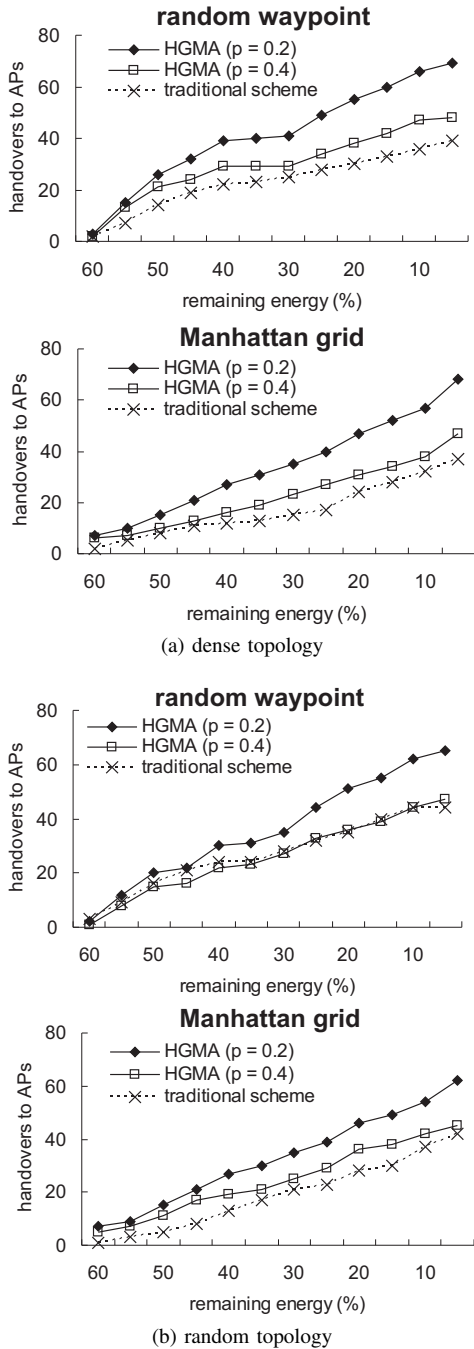 random waypoint
HGMA (p = 0.2)
HGMA (p = 0.4)
traditional scheme
handovers to APs
80
60
40
20
0
60 50 40 30 20 10
remaining energy (%)
Manhattan grid
HGMA (p = 0.2)
HGMA (p = 0.4)
traditional scheme
handovers to APs
80
60
40
20
0
60 50 40 30 20 10
remaining energy (%)
(a) dense topology
random waypoint
HGMA (p = 0.2)
HGMA (p = 0.4)
traditional scheme
handovers to APs
80
60
40
20
0
60 50 40 30 20 10
remaining energy (%)
Manhattan grid
HGMA (p = 0.2)
HGMA (p = 0.4)
traditional scheme
handovers to APs
80
60
40
20
0
60 50 40 30 20 10
remaining energy (%)
(b) random topology